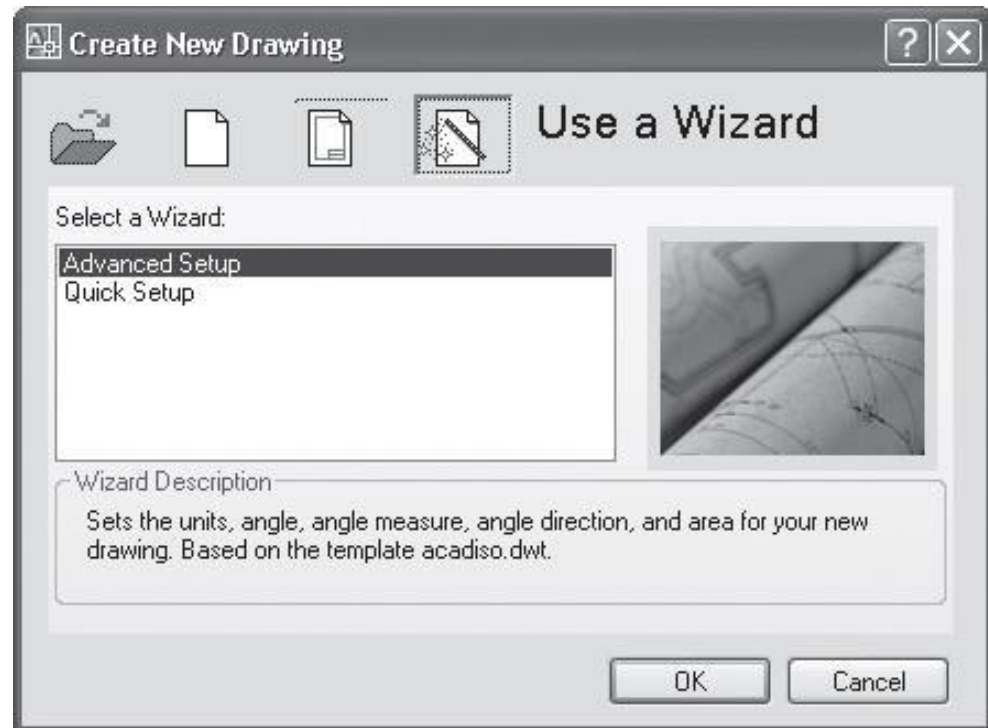 Create New Drawing
Use a Wizard
Select a Wizard:
Advanced Setup
Quick Setup
Wizard Description
Sets the units, angle, angle measure, angle direction, and area for your new
drawing. Based on the template acadiso.dwt.
OK
Cancel